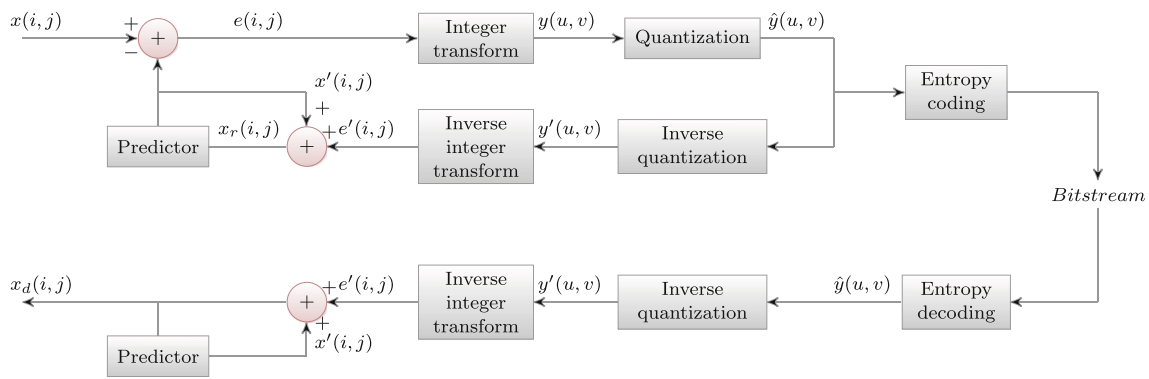 x(i, j)
+
−
+
e(i, j)
Integer
transform
y(u, v)
Quantization
ŷ(u, v)
Entropy
coding
x′(i, j)
+
Predictor
x_r(i, j)
+
+
e′(i, j)
Inverse
integer
transform
y′(u, v)
Inverse
quantization
Bitstream
x_d(i, j)
+
+
e′(i, j)
+
x′(i, j)
Predictor
Inverse
integer
transform
y′(u, v)
Inverse
quantization
ŷ(u, v)
Entropy
decoding